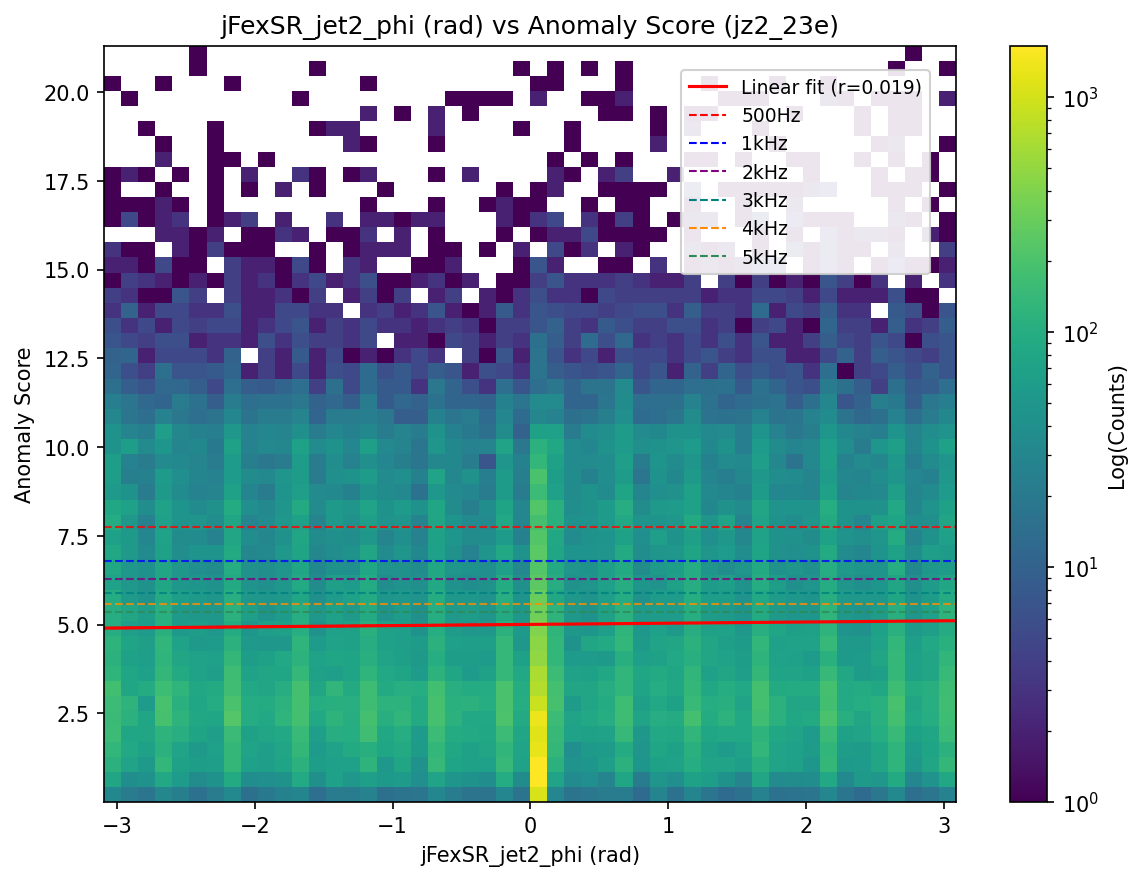 jFexSR_jet2_phi (rad) vs Anomaly Score (jz2_23e)
Linear fit (r=0.019)
500Hz
1kHz
2kHz
3kHz
4kHz
5kHz
Anomaly Score
20.0
17.5
15.0
12.5
10.0
7.5
5.0
2.5
−3
−2
−1
0
1
2
3
jFexSR_jet2_phi (rad)
10³
10²
10¹
10⁰
Log(Counts)